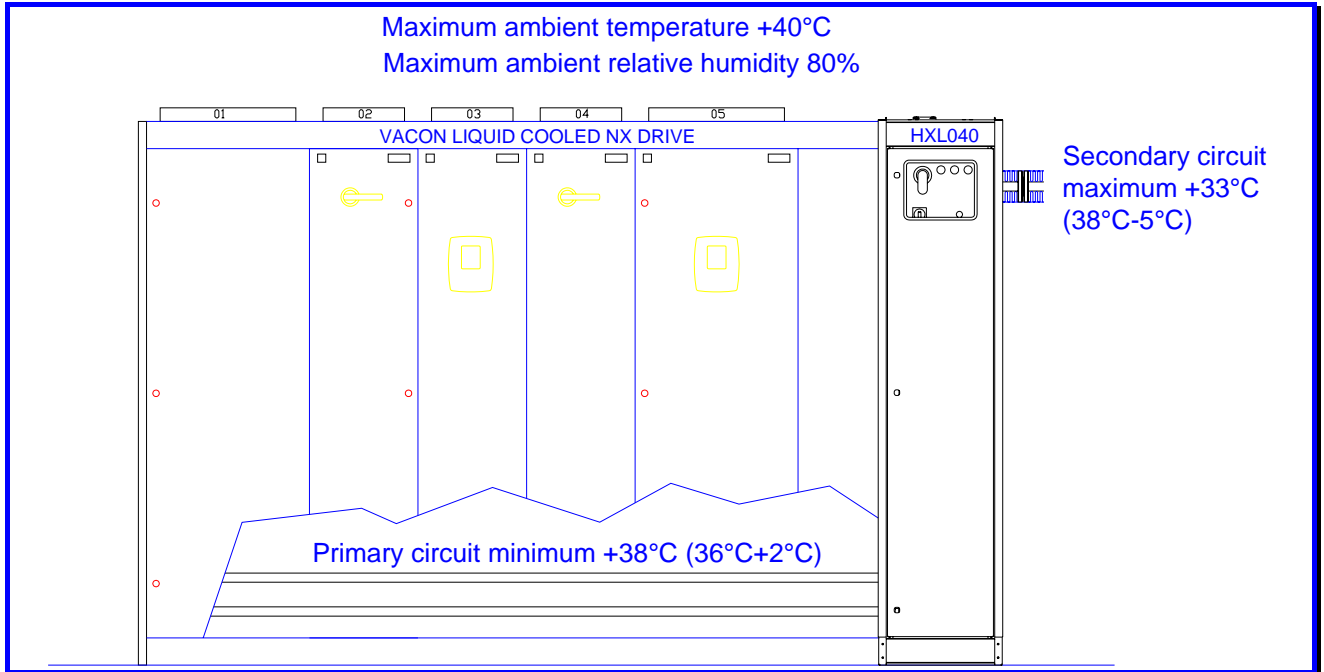 Maximum ambient temperature +40°C
Maximum ambient relative humidity 80%
01 02 03 04 05
VACON LIQUID COOLED NX DRIVE
HXL040
Secondary circuit
maximum +33°C
(38°C-5°C)
Primary circuit minimum +38°C (36°C+2°C)